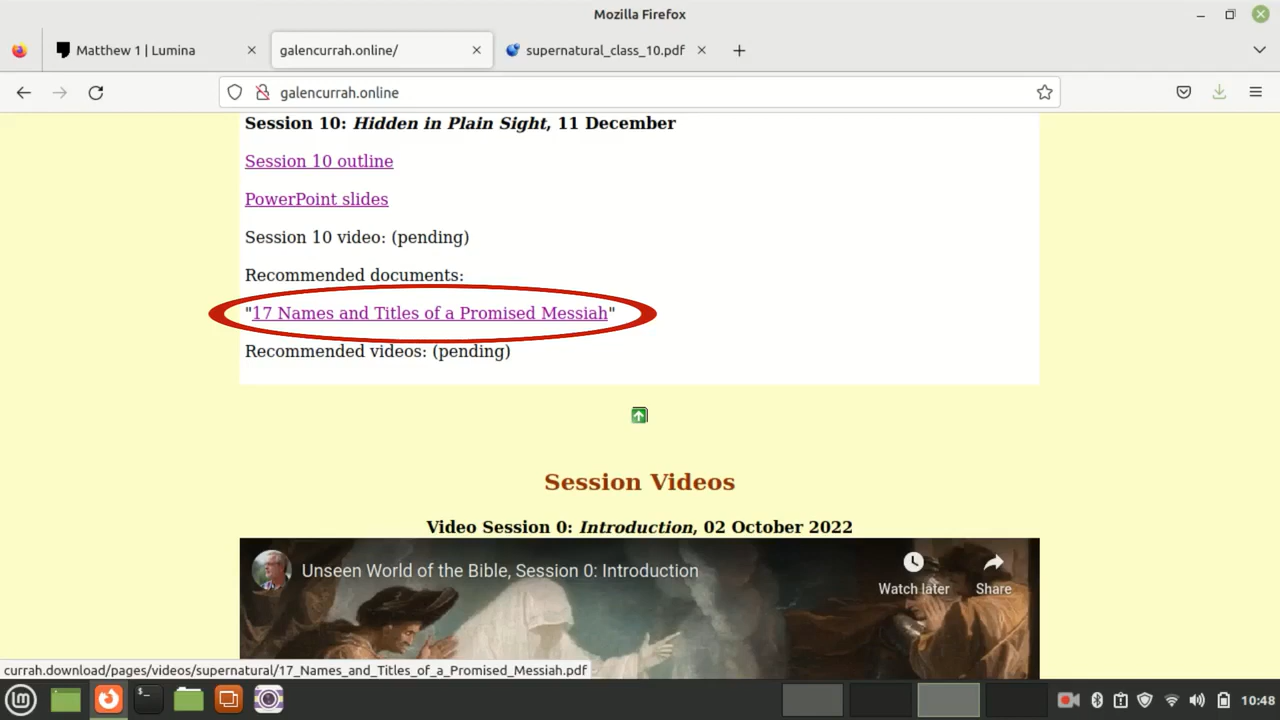 Mozilla Firefox
Matthew 1 | Lumina
galencurrah.online/
supernatural_class_10.pdf
galencurrah.online
Session 10: Hidden in Plain Sight, 11 December
Session 10 outline
PowerPoint slides
Session 10 video: (pending)
Recommended documents:
"17 Names and Titles of a Promised Messiah"
Recommended videos: (pending)
Session Videos
Video Session 0: Introduction, 02 October 2022
Unseen World of the Bible, Session 0: Introduction
Watch later
Share
currah.download/pages/videos/supernatural/17_Names_and_Titles_of_a_Promised_Messiah.pdf
10:48